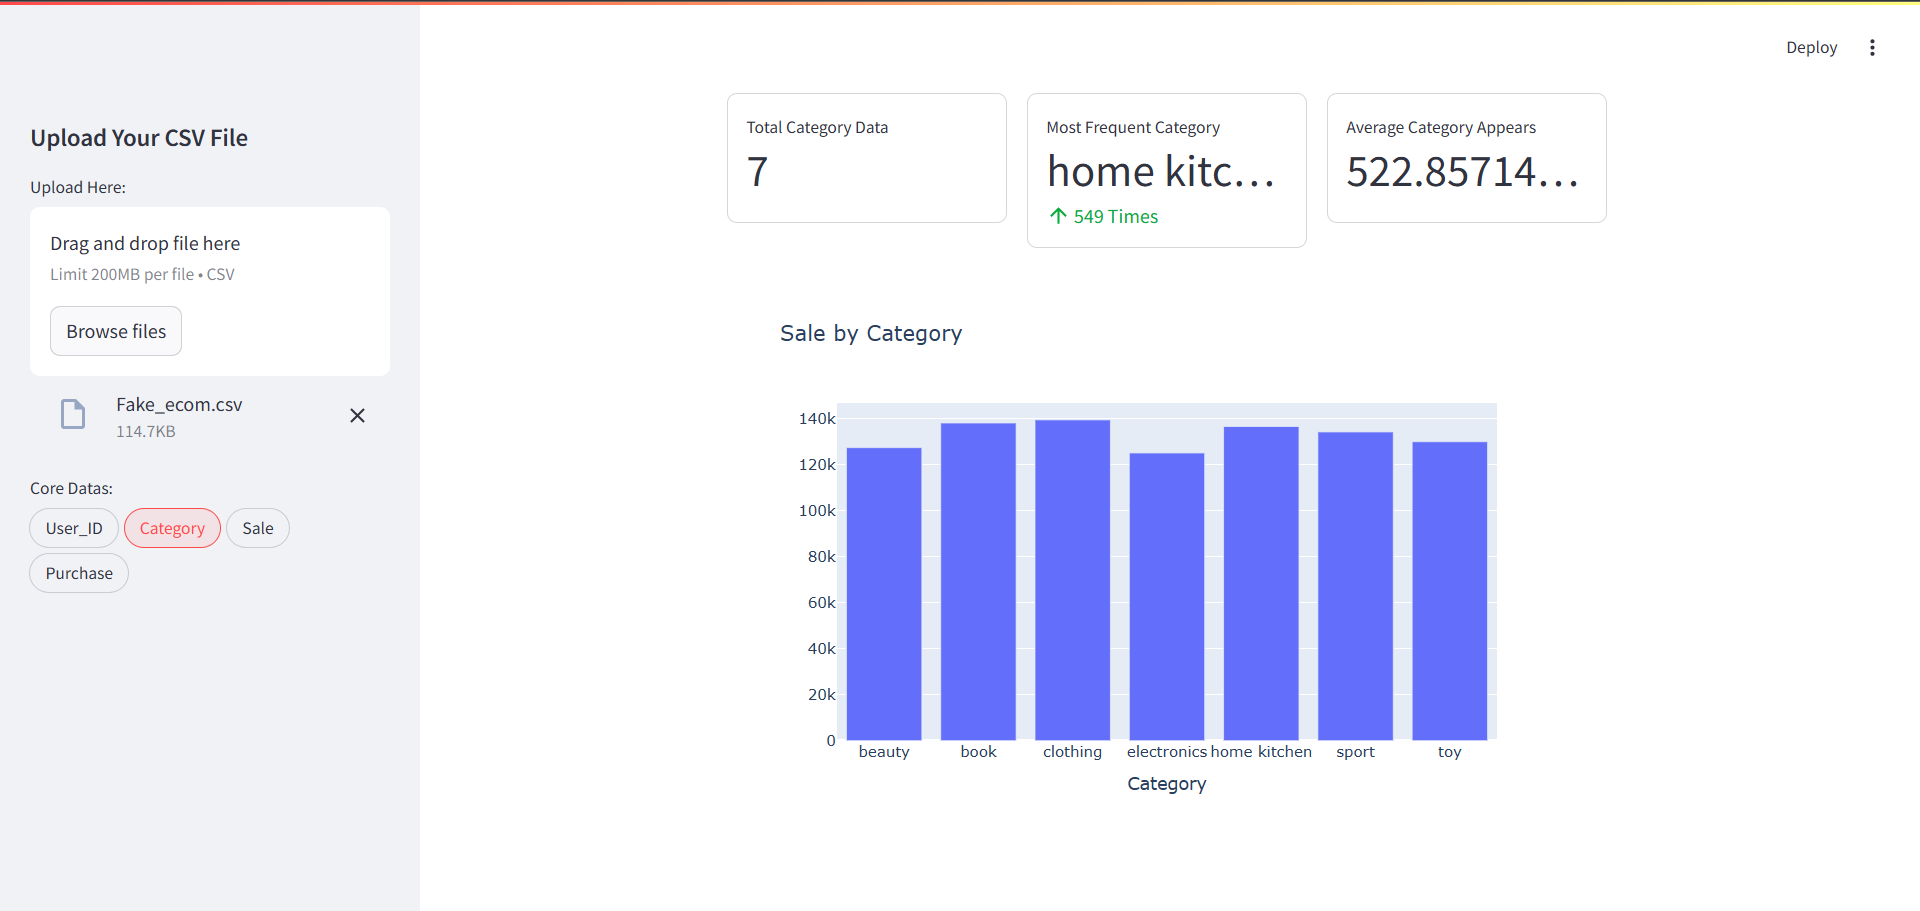 Deploy
Upload Your CSV File
Upload Here:
Drag and drop file here
Limit 200MB per file • CSV
Browse files
Fake_ecom.csv
114.7KB
Core Datas:
User_ID
Category
Sale
Purchase
Total Category Data
7
Most Frequent Category
home kitc…
549 Times
Average Category Appears
522.85714…
Sale by Category
140k
120k
100k
80k
60k
40k
20k
0
beauty
book
clothing
electronics
home kitchen
sport
toy
Category